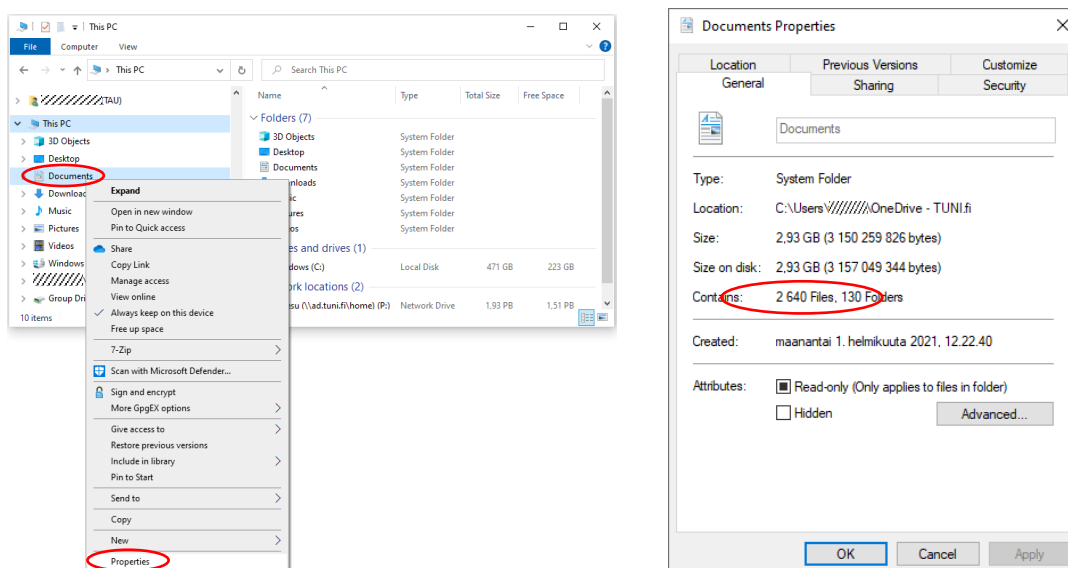 This PC
File Computer View
This PC Search This PC
(TAU)
This PC
3D Objects
Desktop
Documents
Music
Pictures
Videos
Windows
10 items
Name Type Total Size Free Space
Folders (7)
3D Objects System Folder
Desktop System Folder
Documents System Folder
System Folder
System Folder
System Folder
System Folder
and drives (1)
(C:) Local Disk 471 GB 223 GB
locations (2)
(\\ad.tuni.fi\home) (P:) Network Drive 1,93 PB 1,51 PB
Expand
Open in new window
Pin to Quick access
Share
Copy Link
Manage access
View online
Always keep on this device
Free up space
7-Zip
Scan with Microsoft Defender...
Sign and encrypt
More GpgEX options
Give access to
Restore previous versions
Include in library
Pin to Start
Send to
Copy
New
Properties
Documents Properties
Location Previous Versions Customize
General Sharing Security
Documents
Type: System Folder
Location: C:\Users\ \OneDrive - TUNI.fi
Size: 2,93 GB (3 150 259 826 bytes)
Size on disk: 2,93 GB (3 157 049 344 bytes)
Contains: 2 640 Files, 130 Folders
Created: maanantai 1. helmikuuta 2021, 12.22.40
Attributes: Read-only (Only applies to files in folder)
Hidden Advanced...
OK Cancel Apply